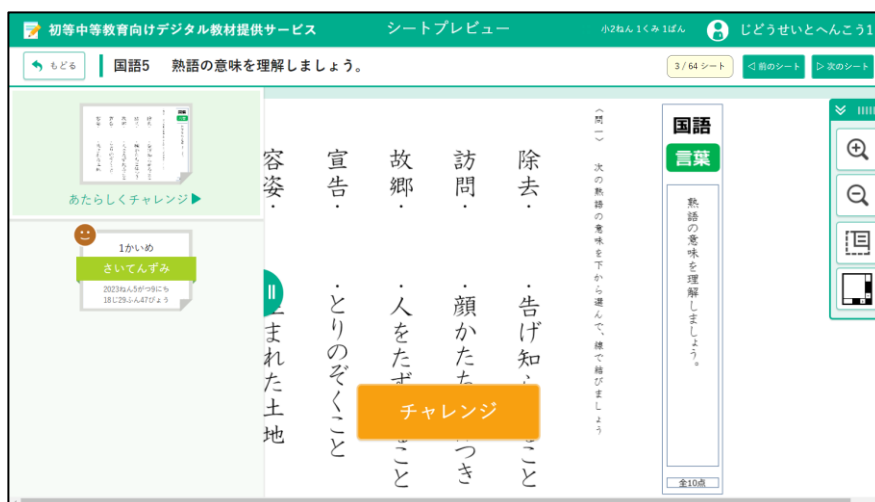 初等中等教育向けデジタル教材提供サービス
シートプレビュー
小2ねん 1くみ 1ぱん
じどうせいとへんこう1
もどる
国語5 熟語の意味を理解しましょう。
3 / 64 シート
◁ 前のシート
▷ 次のシート
あたらしくチャレンジ▶
1かいめ
さいてんずみ
2023ねん5がつ9にち
18じ29ふん47びょう
国語
言葉
熟語の意味を理解しましょう。
全10点
(問一) 次の熟語の意味を下から選んで、線で結びましょう
除去・
・告げ知
こと
訪問・
・顔かたち
つき
故郷・
・人をたず
こと
宣告・
・とりのぞくこと
容姿・
まれた土地
チャレンジ